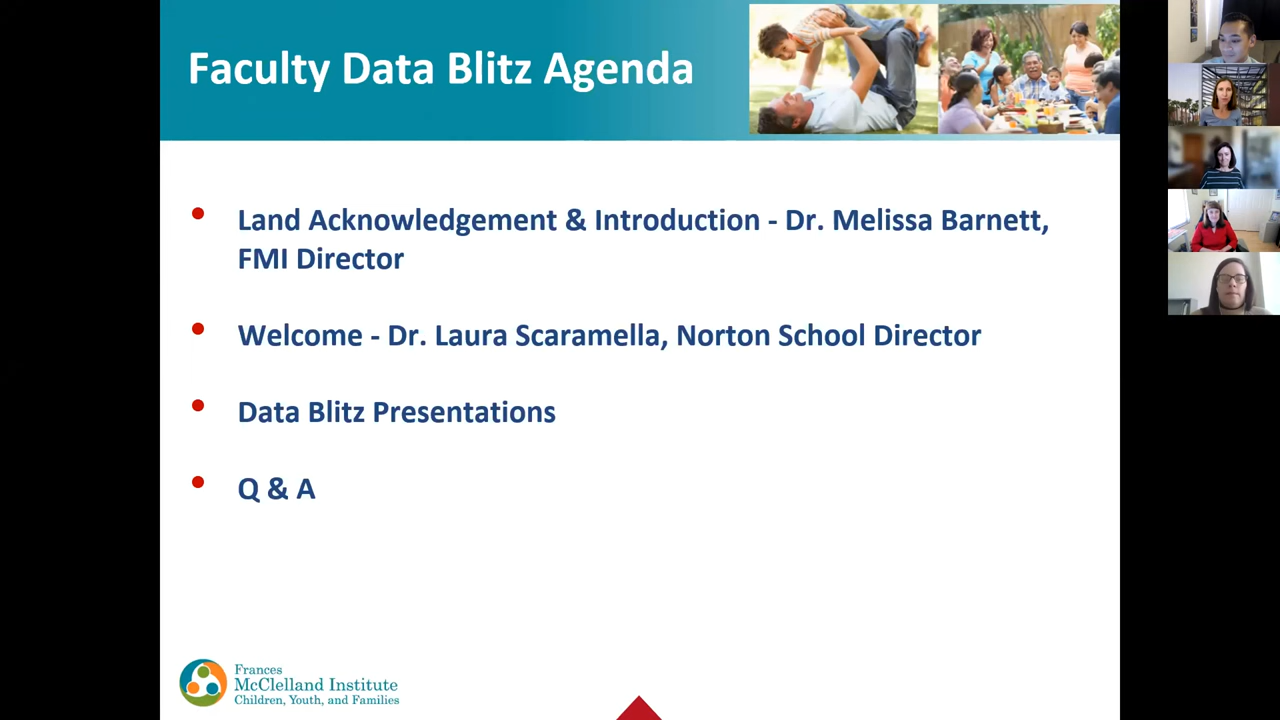 Faculty Data Blitz Agenda
Land Acknowledgement & Introduction - Dr. Melissa Barnett,
FMI Director
Welcome - Dr. Laura Scaramella, Norton School Director
Data Blitz Presentations
Q & A
Frances
McClelland Institute
Children, Youth, and Families